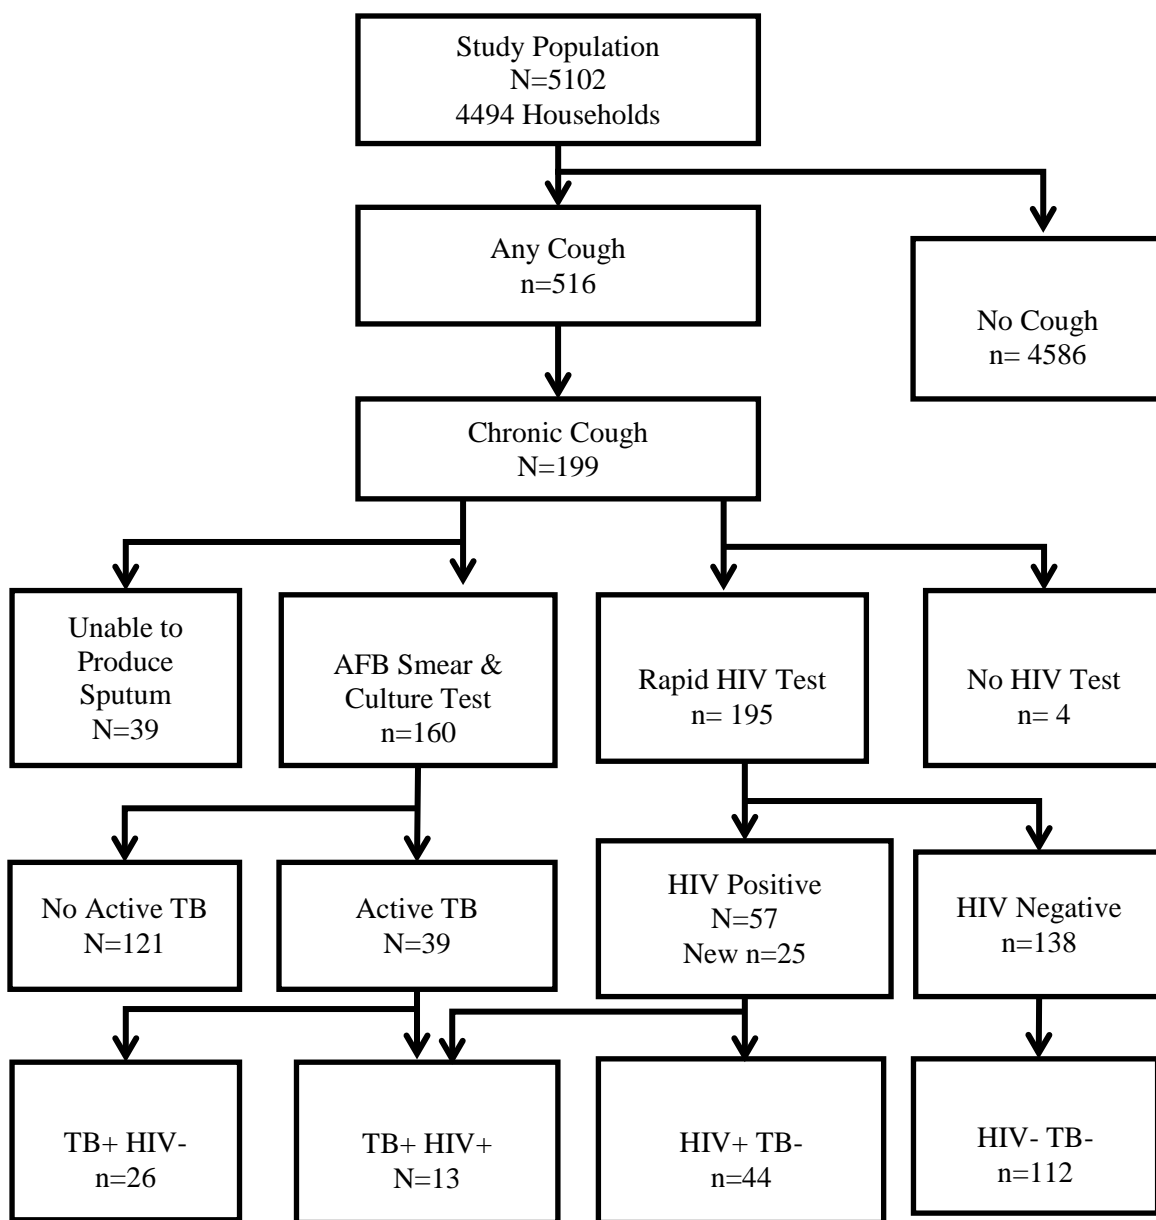 Study Population
N=5102
4494 Households
Any Cough
n=516
No Cough
n= 4586
Chronic Cough
N=199
Unable to
Produce
Sputum
N=39
AFB Smear &
Culture Test
n=160
Rapid HIV Test
n= 195
No HIV Test
n= 4
No Active TB
N=121
Active TB
N=39
HIV Positive
N=57
New n=25
HIV Negative
n=138
TB+ HIV-
n=26
TB+ HIV+
N=13
HIV+ TB-
n=44
HIV- TB-
n=112